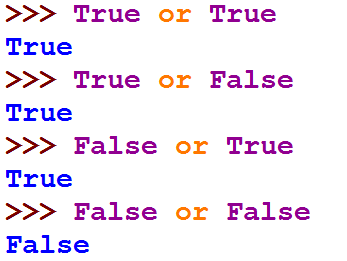 >>> True or True
True
>>> True or False
True
>>> False or True
True
>>> False or False
False